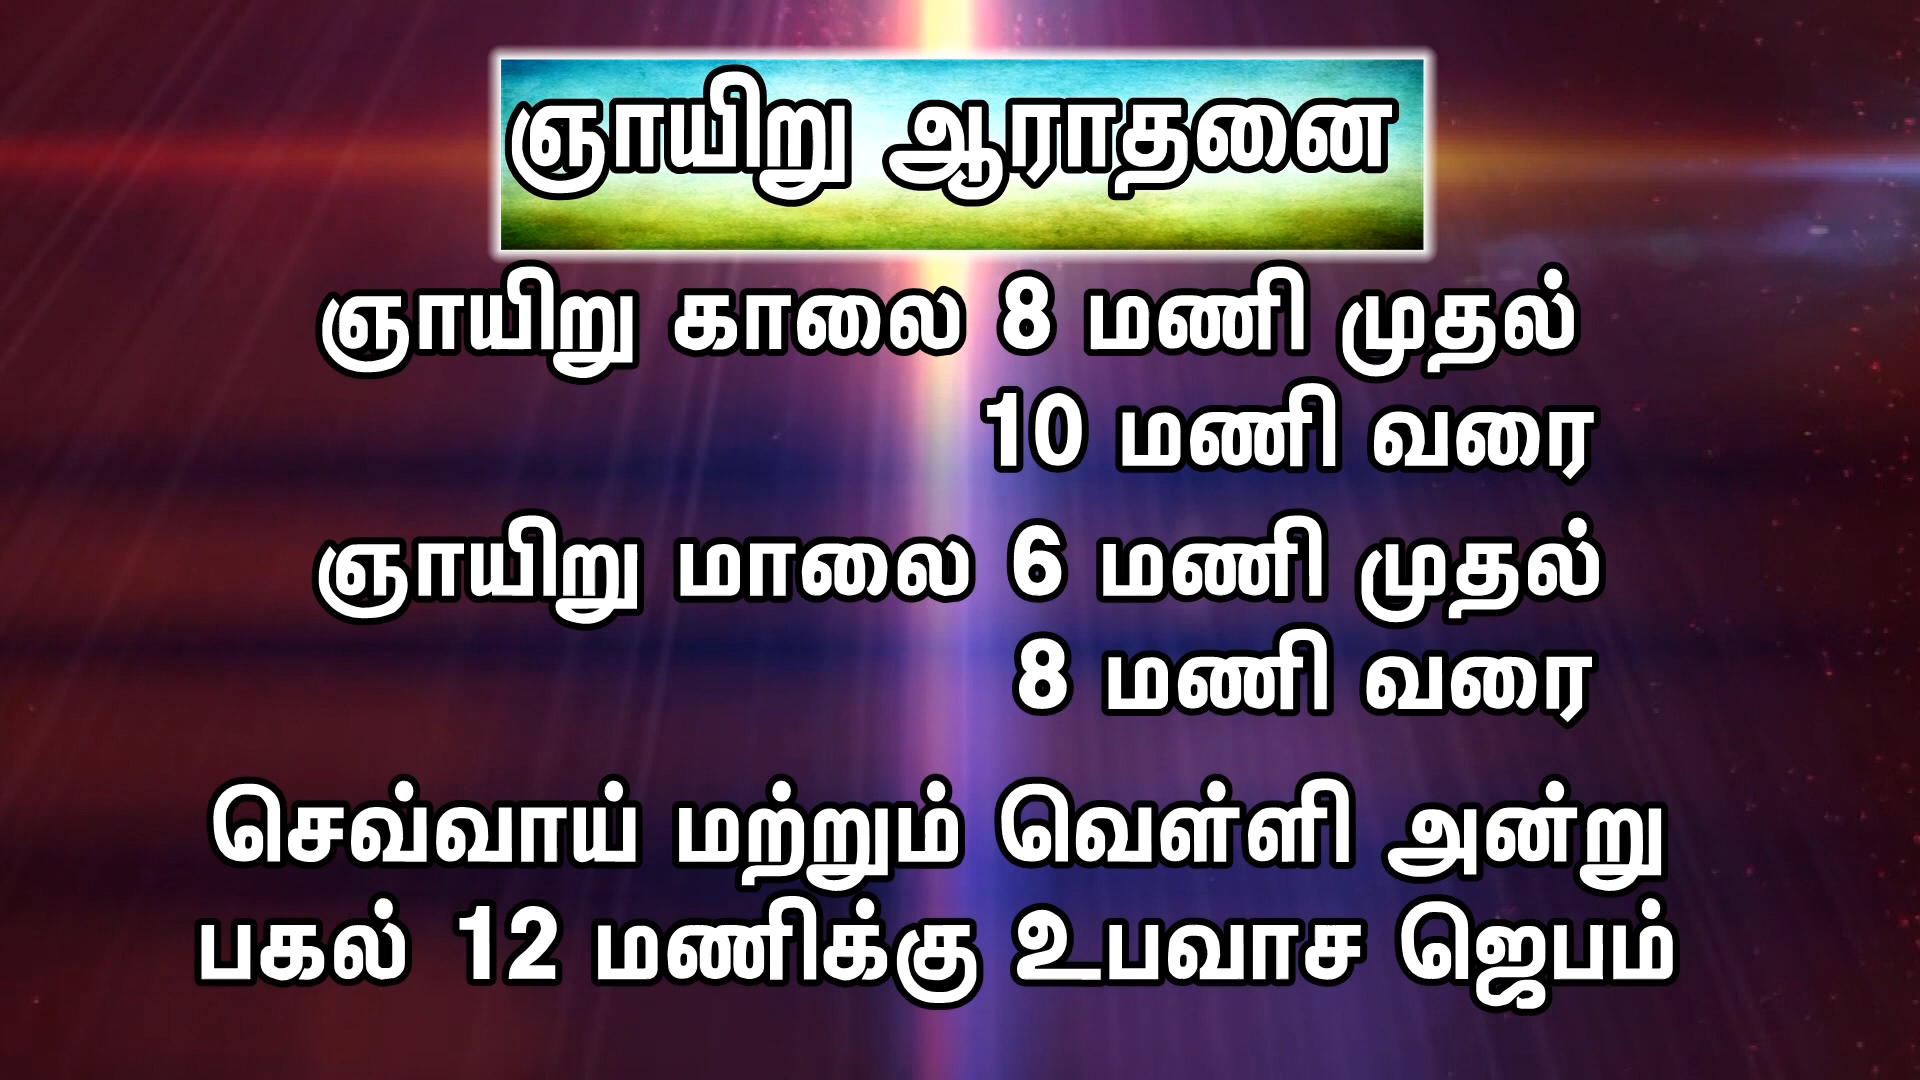 ஞாயிறு ஆராதனை
ஞாயிறு காலை 8 மணி முதல்
10 மணி வரை
ஞாயிறு மாலை 6 மணி முதல்
8 மணி வரை
செவ்வாய் மற்றும் வெள்ளி அன்று
பகல் 12 மணிக்கு உபவாச ஜெபம்